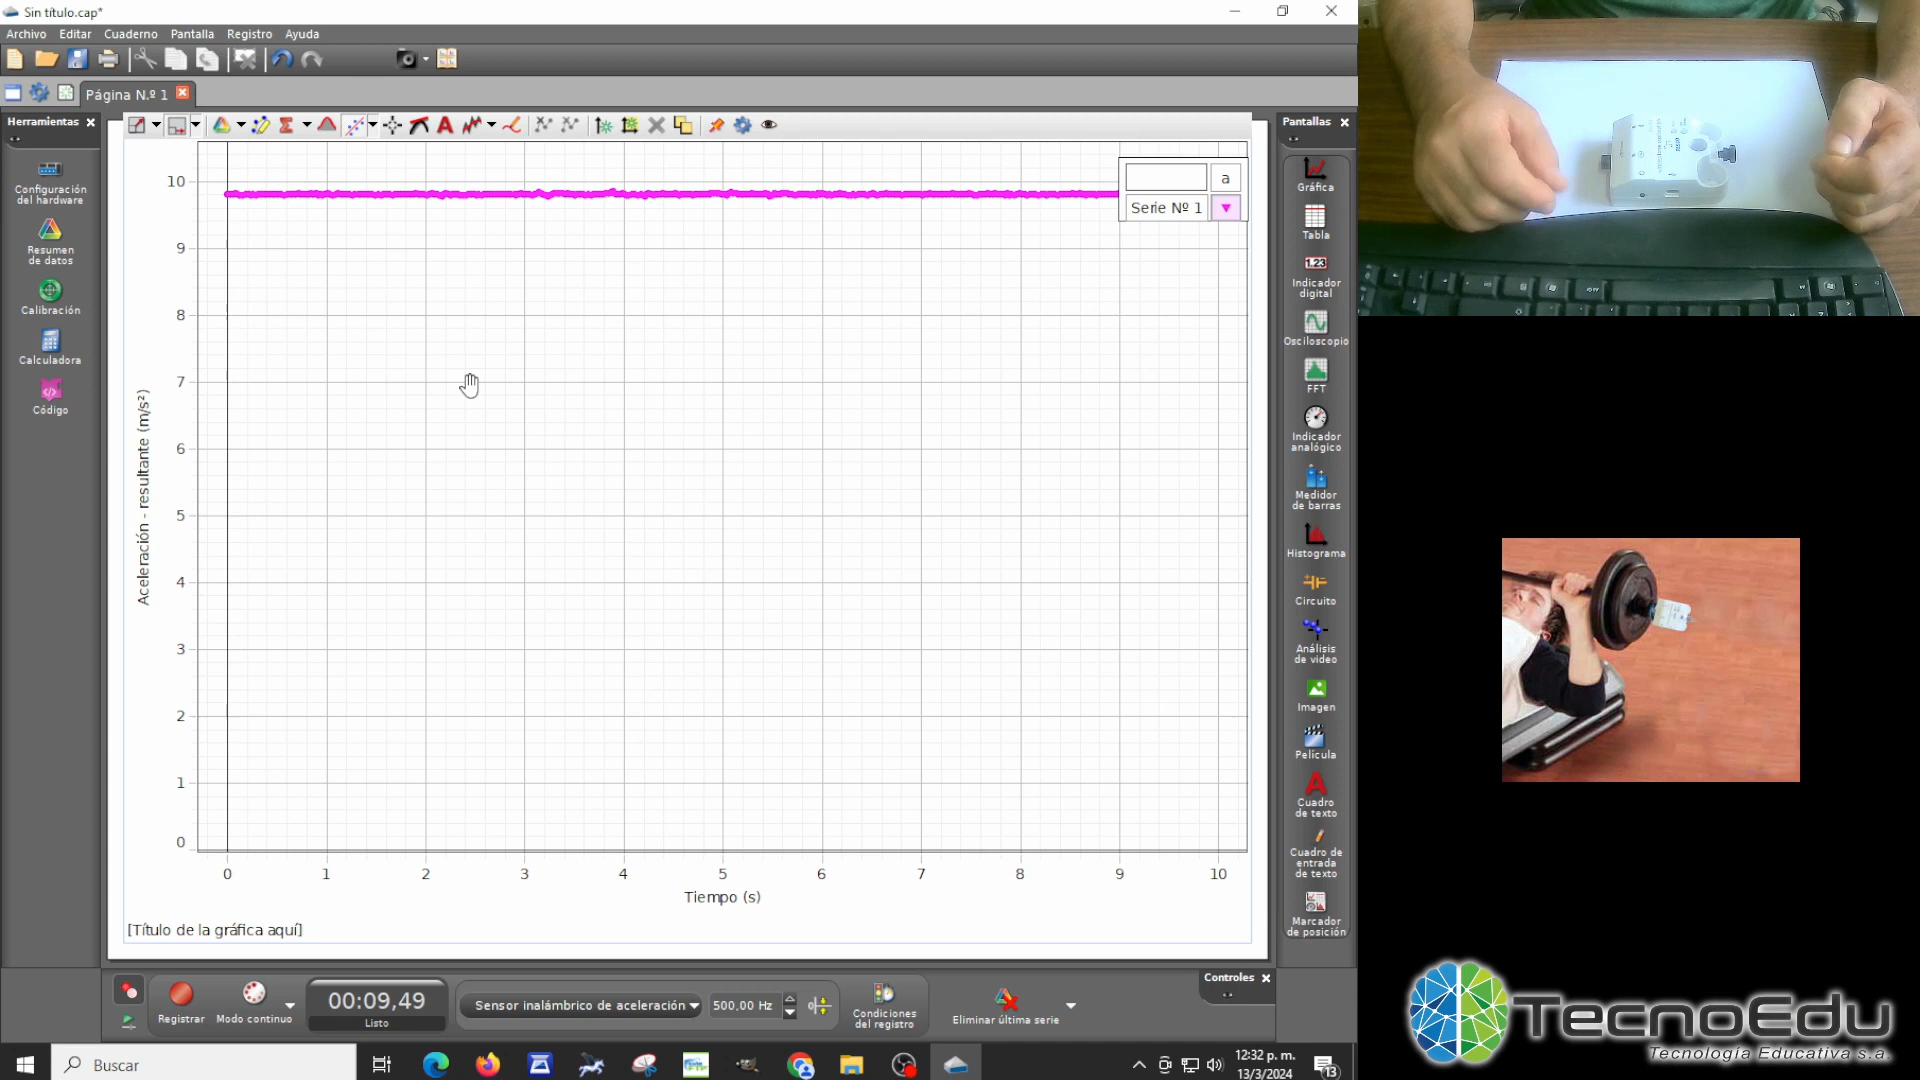 Sin título.cap*
Archivo Editar Cuaderno Pantalla Registro Ayuda
Página N.º 1
Herramientas
Configuración
del hardware
Resumen
de datos
Calibración
Calculadora
Código
10
9
8
7
6
5
4
3
2
1
0
Aceleración - resultante (m/s²)
a
Serie Nº 1
0 1 2 3 4 5 6 7 8 9 10
Tiempo (s)
[Título de la gráfica aquí]
Pantallas
Gráfica
Tabla
1.23
Indicador
digital
Osciloscopio
FFT
Indicador
analógico
Medidor
de barras
Histograma
Circuito
Análisis
de video
Imagen
Película
Cuadro
de texto
Cuadro de
entrada
de texto
Marcador
de posición
Registrar
Modo continuo
00:09,49
Listo
Sensor inalámbrico de aceleración
500,00 Hz
Condiciones
del registro
Eliminar última serie
Controles
Buscar
12:32 p. m.
13/3/2024
13
TecnoEdu
Tecnología Educativa s.a.